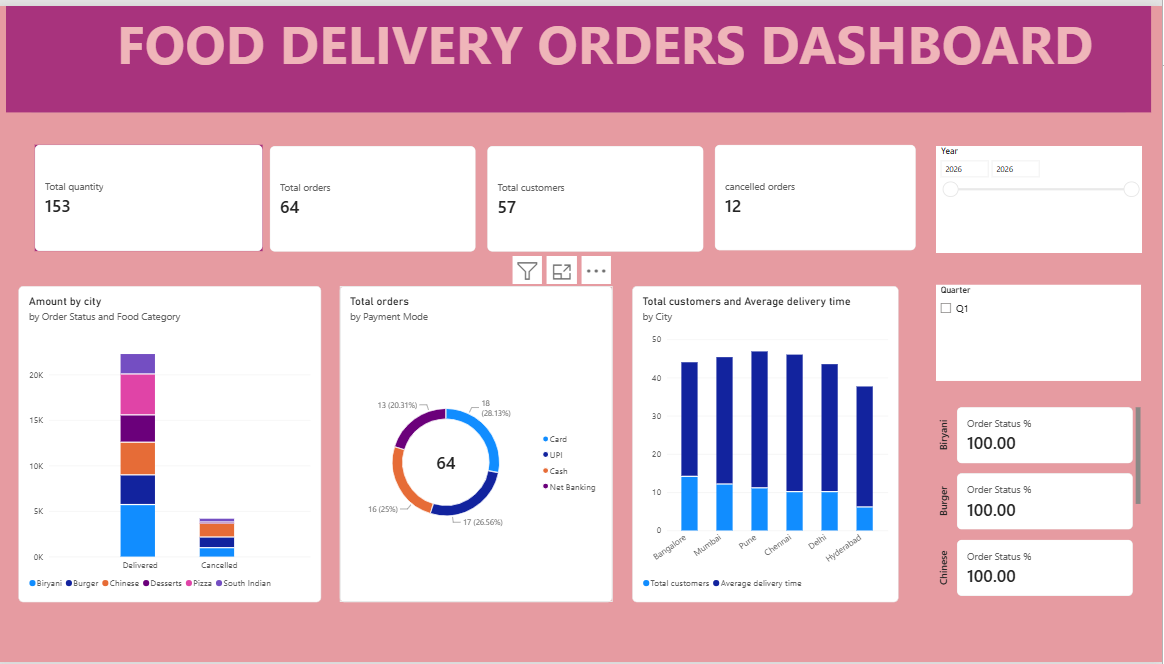 FOOD DELIVERY ORDERS DASHBOARD
Total quantity
153
Total orders
64
Total customers
57
cancelled orders
12
Year
2026 2026
Quarter
Q1
Amount by city
by Order Status and Food Category
20K
15K
10K
5K
0K
Delivered Cancelled
Biryani Burger Chinese Desserts Pizza South Indian
Total orders
by Payment Mode
13 (20.31%)
18
(28.13%)
64
16 (25%)
17 (26.56%)
Card
UPI
Cash
Net Banking
Total customers and Average delivery time
by City
50
40
30
20
10
0
Bangalore Mumbai Pune Chennai Delhi Hyderabad
Total customers Average delivery time
Biryani
Order Status %
100.00
Burger
Order Status %
100.00
Chinese
Order Status %
100.00